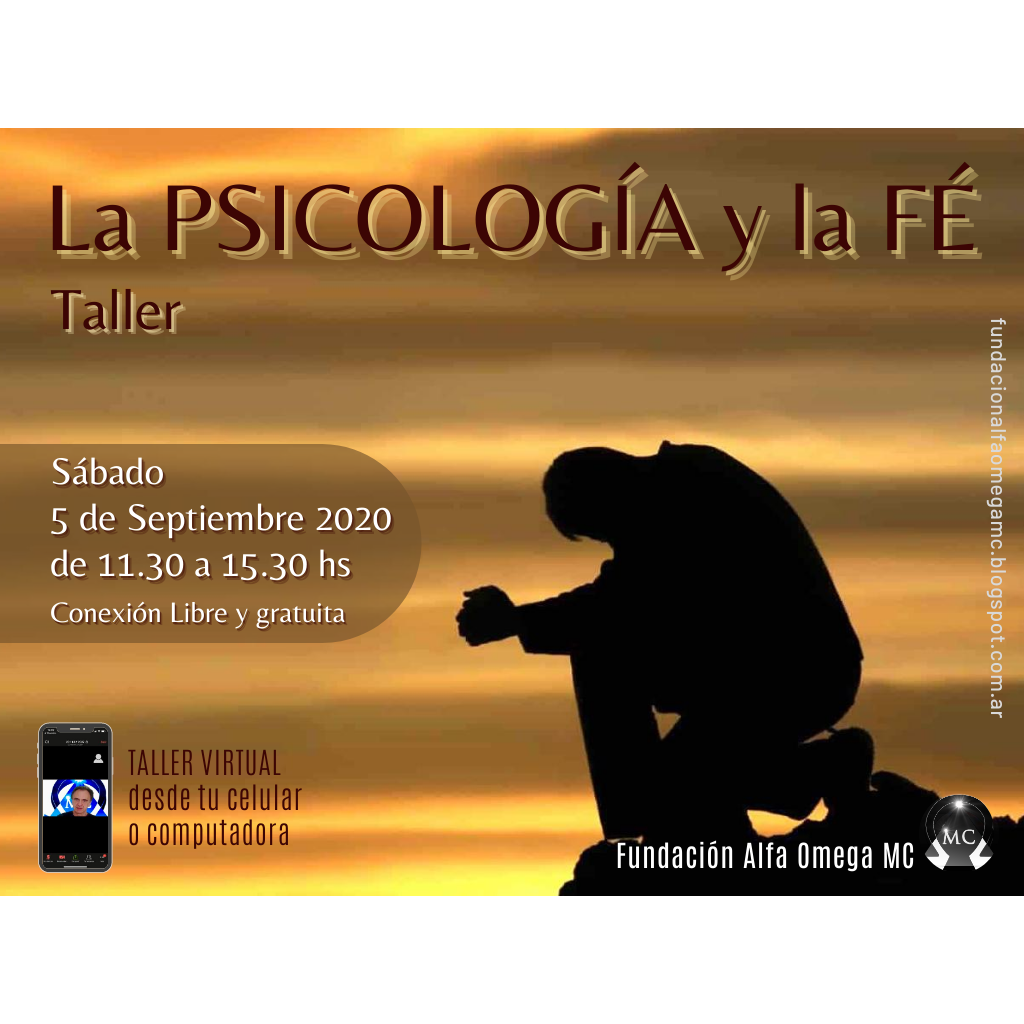 La PSICOLOGÍA y la FÉ
Taller
fundacionalfaomegamc.blogspot.com.ar
Sábado
5 de Septiembre 2020
de 11.30 a 15.30 hs
Conexión Libre y gratuita
TALLER VIRTUAL
desde tu celular
o computadora
Fundación Alfa Omega MC
MC